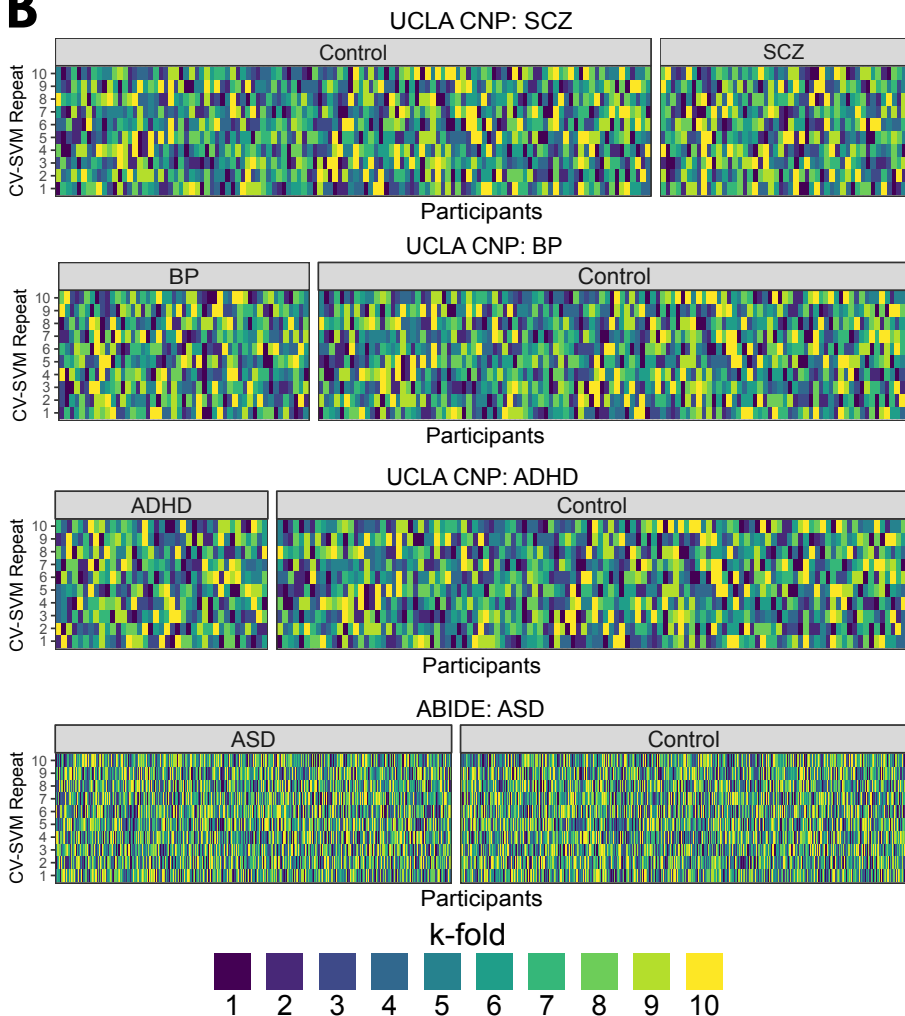 B
UCLA CNP: SCZ
Control SCZ
CV-SVM Repeat
10
9
8
7
6
5
4
3
2
1
Participants
UCLA CNP: BP
BP Control
CV-SVM Repeat
10
9
8
7
6
5
4
3
2
1
Participants
UCLA CNP: ADHD
ADHD Control
CV-SVM Repeat
10
9
8
7
6
5
4
3
2
1
Participants
ABIDE: ASD
ASD Control
CV-SVM Repeat
10
9
8
7
6
5
4
3
2
1
Participants
k-fold
1 2 3 4 5 6 7 8 9 10